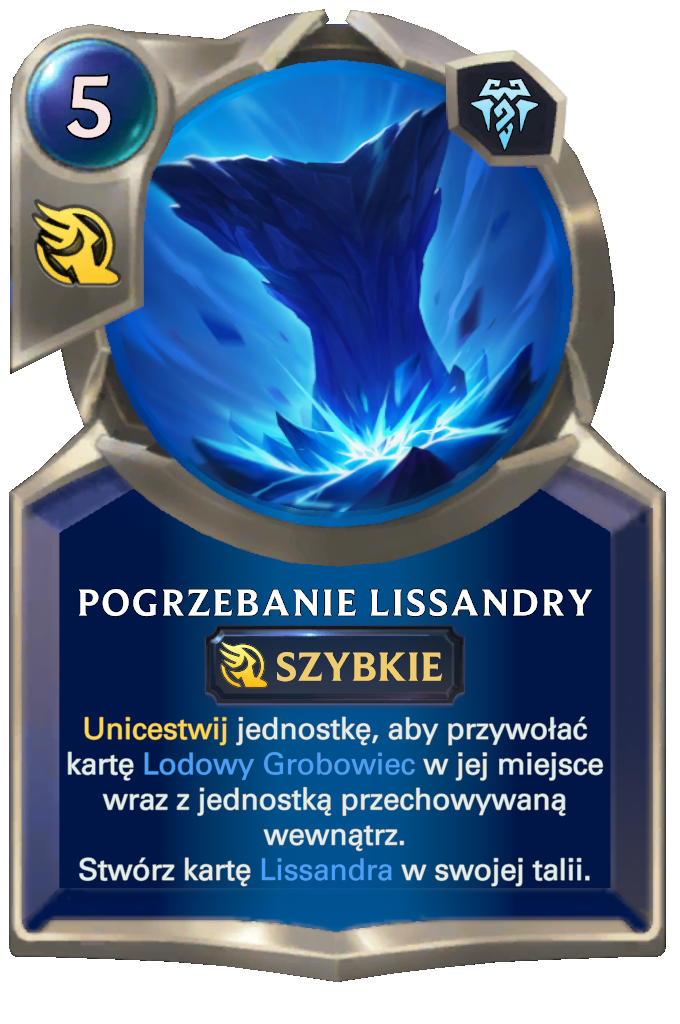 5
POGRZEBANIE LISSANDRY
SZYBKIE
Unicestwij jednostkę, aby przywołać
kartę Lodowy Grobowiec w jej miejsce
wraz z jednostką przechowywaną
wewnątrz.
Stwórz kartę Lissandra w swojej talii.